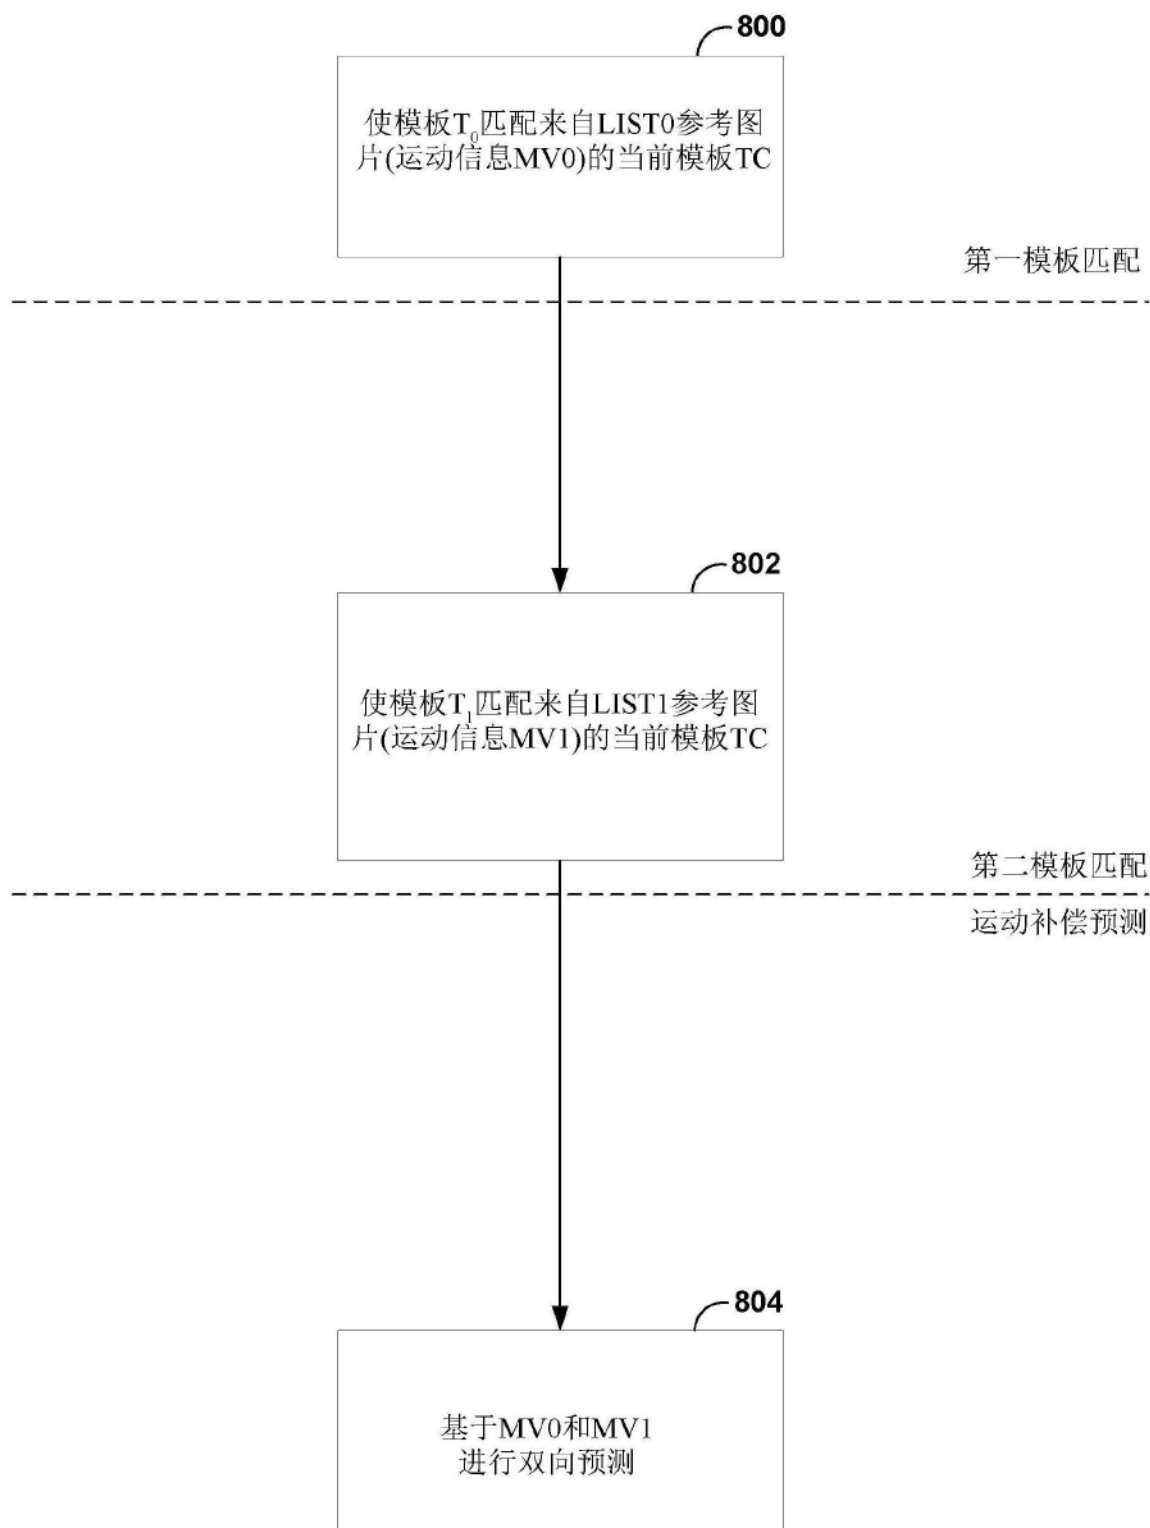 800
使模板T₀匹配来自LIST0参考图
片(运动信息MV0)的当前模板TC
第一模板匹配
802
使模板T₁匹配来自LIST1参考图
片(运动信息MV1)的当前模板TC
第二模板匹配
运动补偿预测
804
基于MV0和MV1
进行双向预测